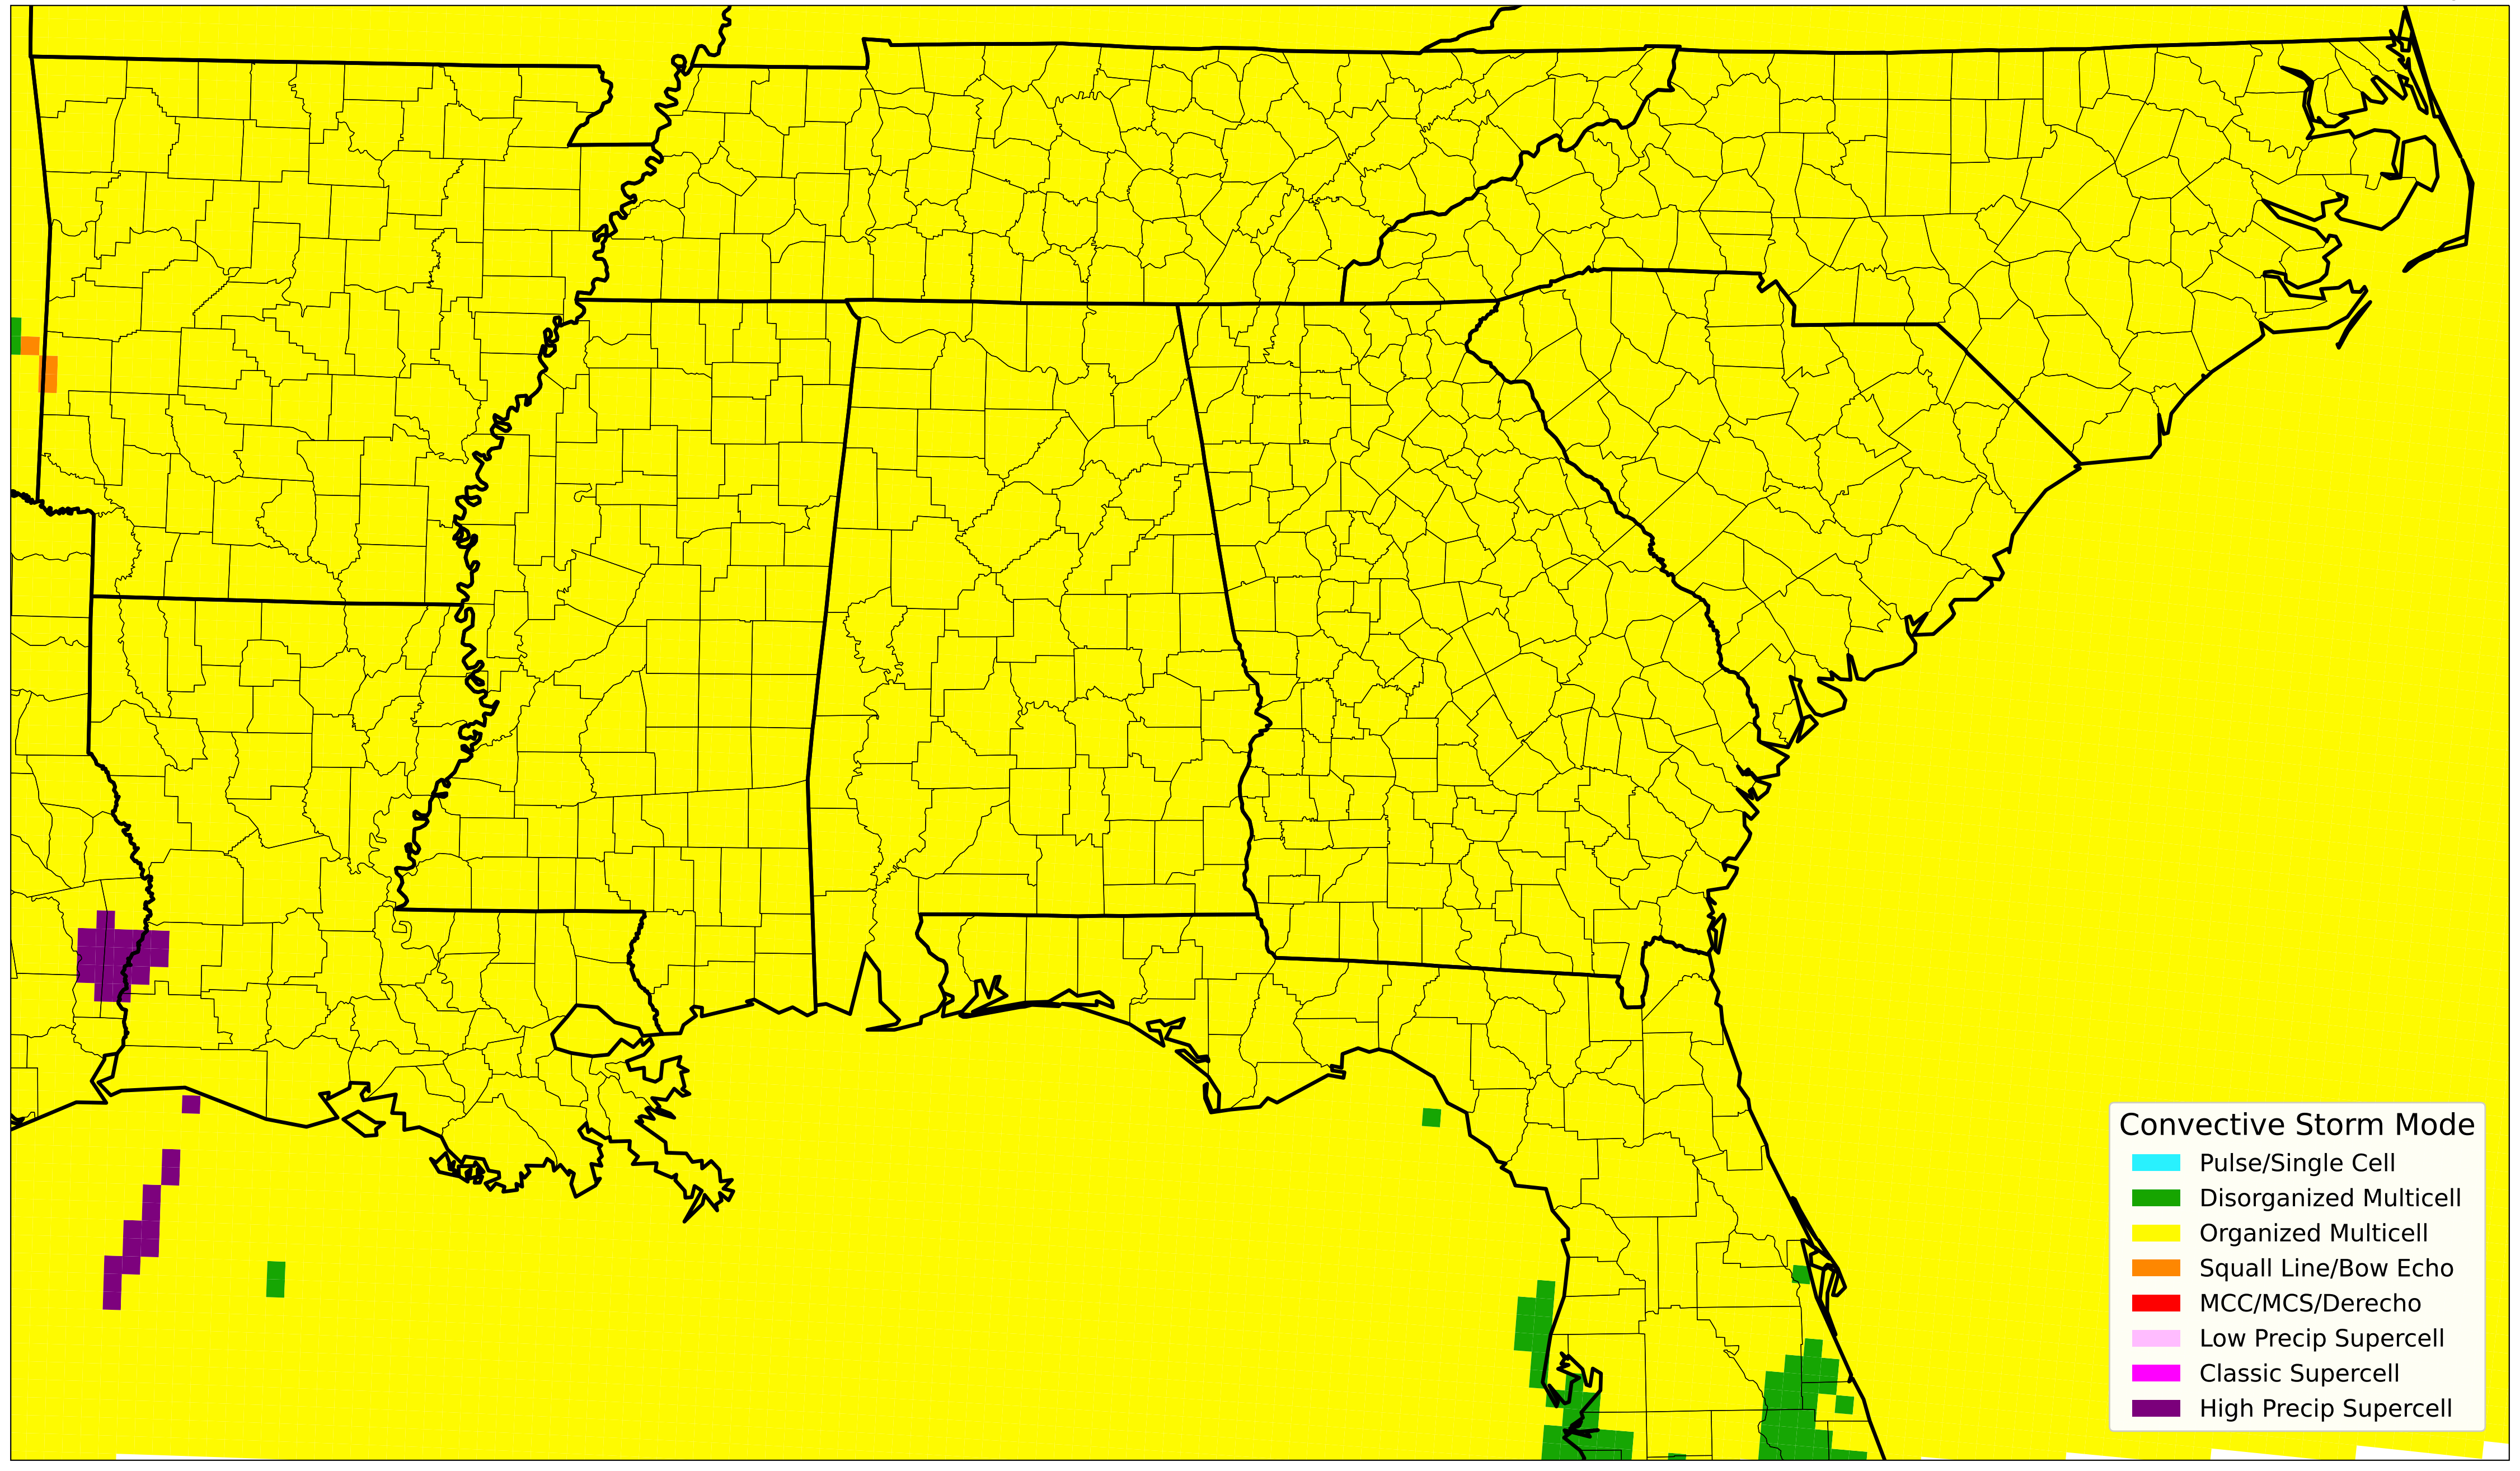 Convective Storm Mode
Pulse/Single Cell
Disorganized Multicell
Organized Multicell
Squall Line/Bow Echo
MCC/MCS/Derecho
Low Precip Supercell
Classic Supercell
High Precip Supercell